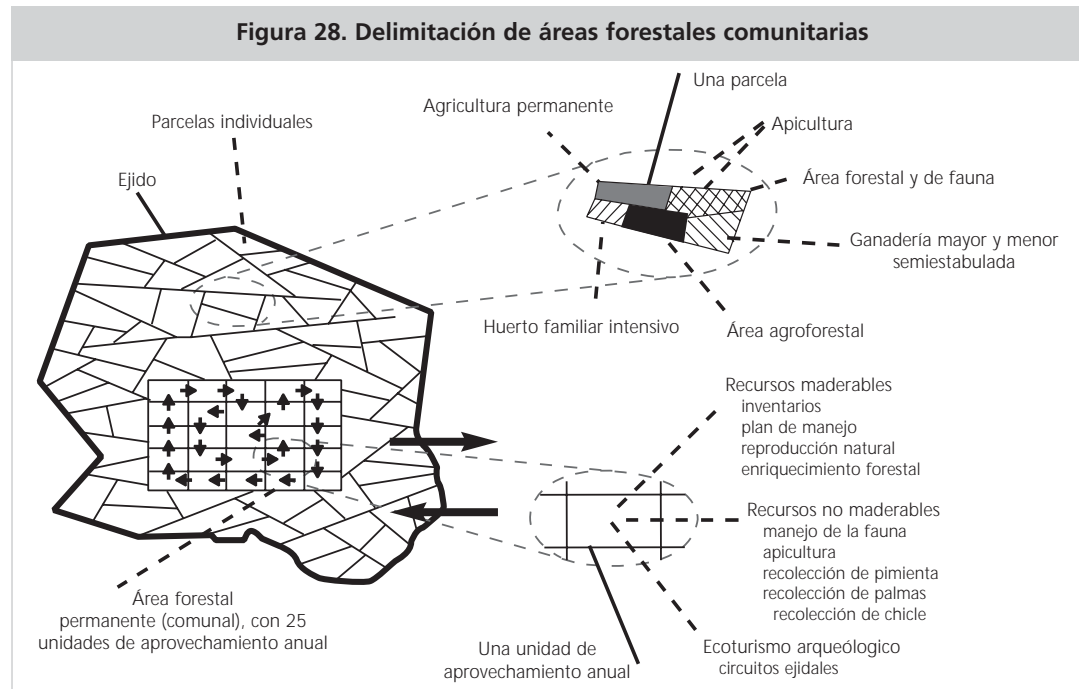 Figura 28. Delimitación de áreas forestales comunitarias
Una parcela
Agricultura permanente
Parcelas individuales
Apicultura
Ejido
Área forestal y de fauna
Ganadería mayor y menor
semiestabulada
Huerto familiar intensivo
Área agroforestal
Recursos maderables
inventarios
plan de manejo
reproducción natural
enriquecimiento forestal
Recursos no maderables
manejo de la fauna
apicultura
recolección de pimienta
recolección de palmas
recolección de chicle
Área forestal
permanente (comunal), con 25
unidades de aprovechamiento anual
Una unidad de
aprovechamiento anual
Ecoturismo arqueólogico
circuitos ejidales